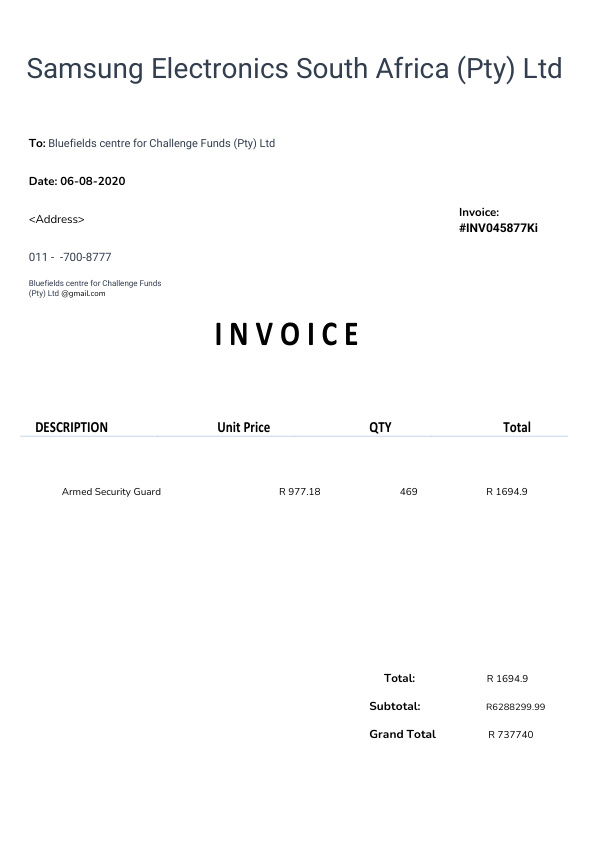 Samsung Electronics South Africa (Pty) Ltd
To: Bluefields centre for Challenge Funds (Pty) Ltd
Date: 06-08-2020
<Address>
Invoice:
#INV045877Ki
011 -  -700-8777
Bluefields centre for Challenge Funds
(Pty) Ltd @gmail.com
INVOICE
DESCRIPTION Unit Price QTY Total
Armed Security Guard R 977.18 469 R 1694.9
Total: R 1694.9
Subtotal: R6288299.99
Grand Total R 737740